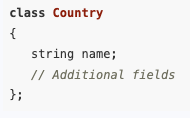 class Country
{
   string name;
   // Additional fields
};